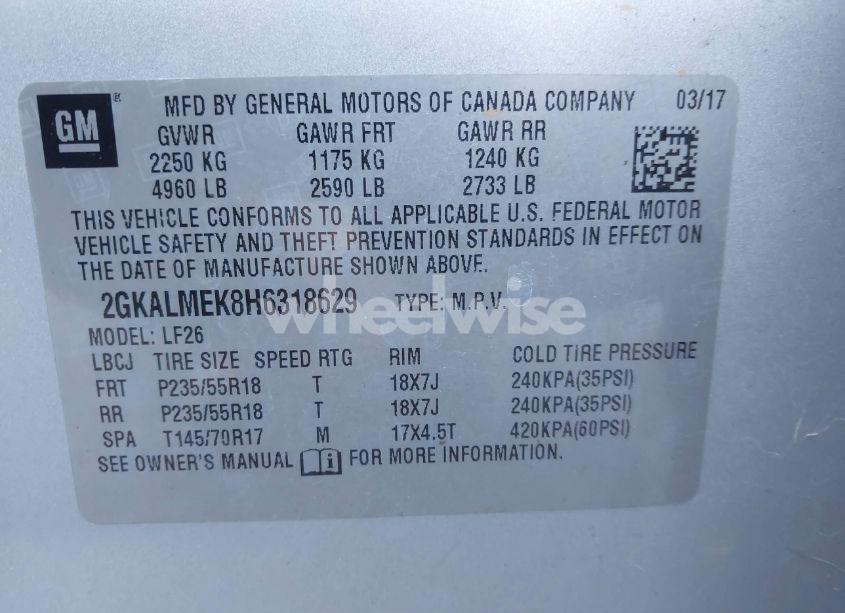 GM ® MFD BY GENERAL MOTORS OF CANADA COMPANY 03/17
GVWR GAWR FRT GAWR RR
2250 KG 1175 KG 1240 KG
4960 LB 2590 LB 2733 LB
THIS VEHICLE CONFORMS TO ALL APPLICABLE U.S. FEDERAL MOTOR
VEHICLE SAFETY AND THEFT PREVENTION STANDARDS IN EFFECT ON
THE DATE OF MANUFACTURE SHOWN ABOVE.
2GKALMEK8H6318629 TYPE: M.P.V.
wheelwise
MODEL: LF26
LBCJ TIRE SIZE SPEED RTG RIM COLD TIRE PRESSURE
FRT P235/55R18 T 18X7J 240KPA(35PSI)
RR P235/55R18 T 18X7J 240KPA(35PSI)
SPA T145/70R17 M 17X4.5T 420KPA(60PSI)
SEE OWNER'S MANUAL FOR MORE INFORMATION.